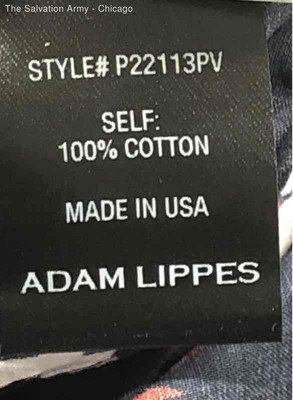 The Salvation Army - Chicago
STYLE# P22113PV
SELF:
100% COTTON
MADE IN USA
ADAM LIPPES